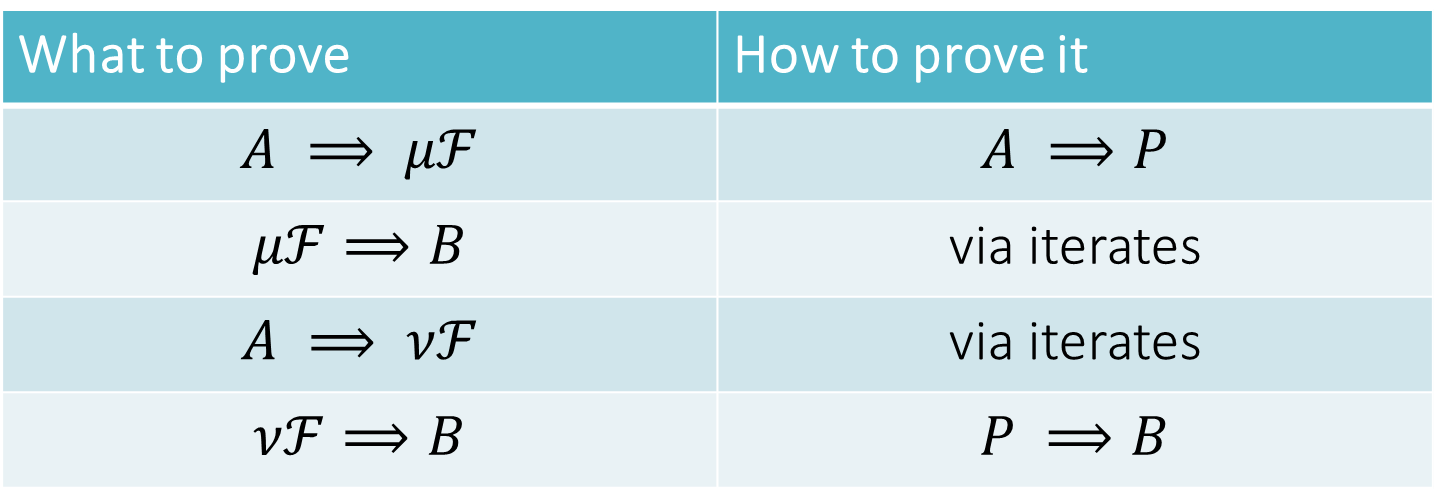 What to prove How to prove it
A ⟹ μℱ A ⟹ P
μℱ ⟹ B via iterates
A ⟹ νℱ via iterates
νℱ ⟹ B P ⟹ B